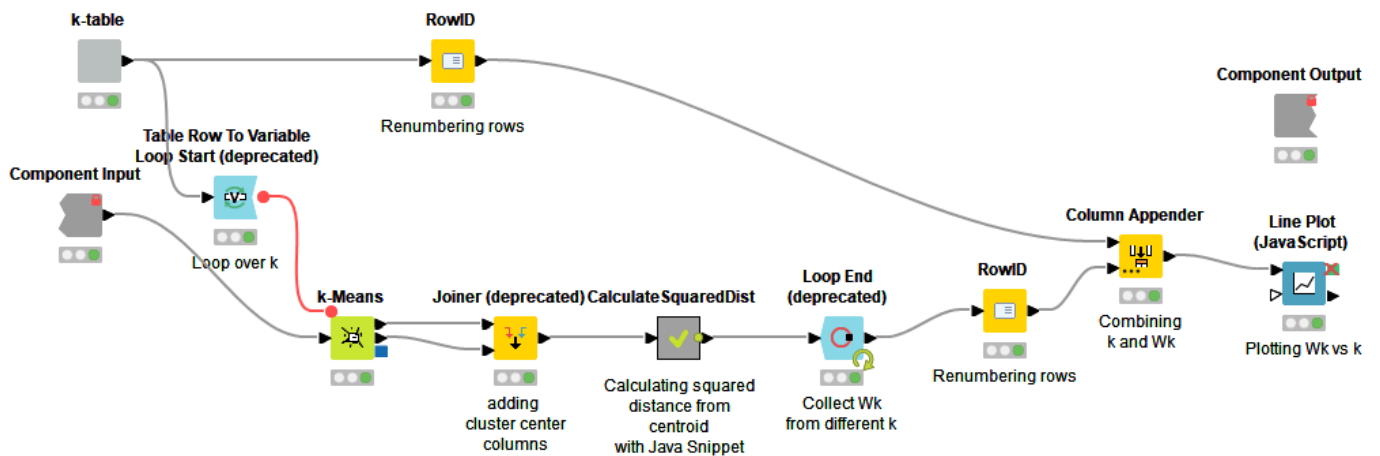 k-table
RowID
Renumbering rows
Component Output
Table Row To Variable
Loop Start (deprecated)
Component Input
V
Loop over k
Column Appender
Line Plot
(JavaScript)
k-Means
Joiner (deprecated)
CalculateSquaredDist
Loop End
(deprecated)
RowID
Combining
k and Wk
Plotting Wk vs k
Renumbering rows
adding
cluster center
columns
Calculating squared
distance from
centroid
with Java Snippet
Collect Wk
from different k